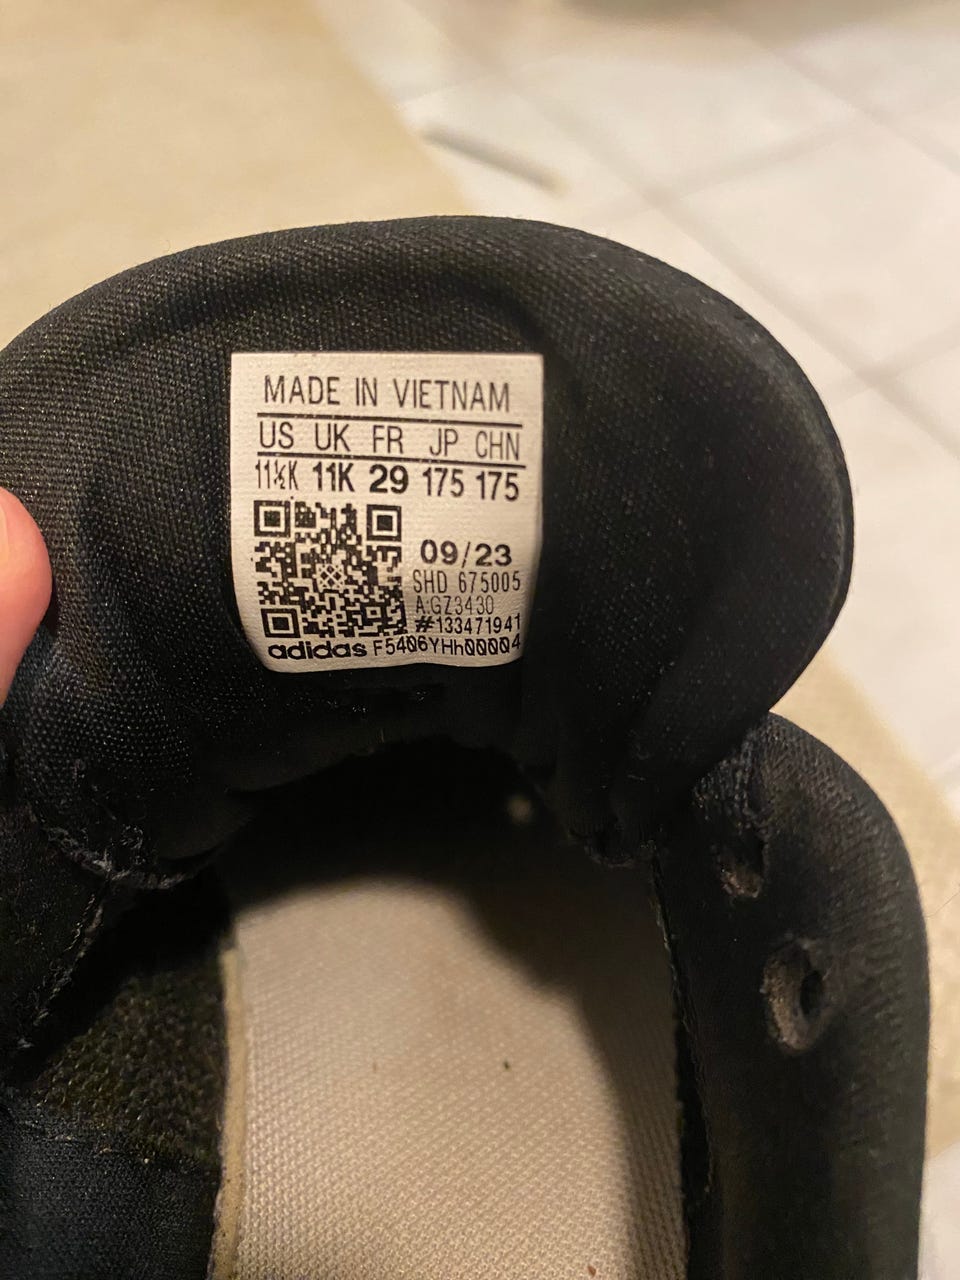 MADE IN VIETNAM
US UK FR JP CHN
11½K 11K 29 175 175
09/23
SHD 675005
A:GZ3430
#133471941
adidas F5406YHh00004